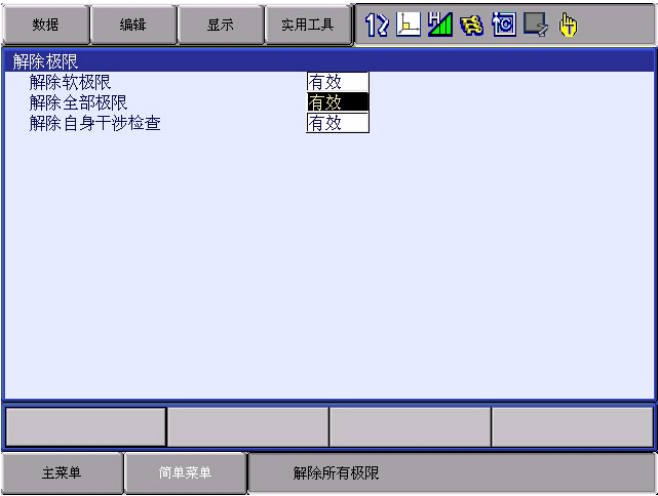 数据 编辑 显示 实用工具
解除极限
解除软极限 有效
解除全部极限 有效
解除自身干涉检查 有效
主菜单 简单菜单 解除所有极限